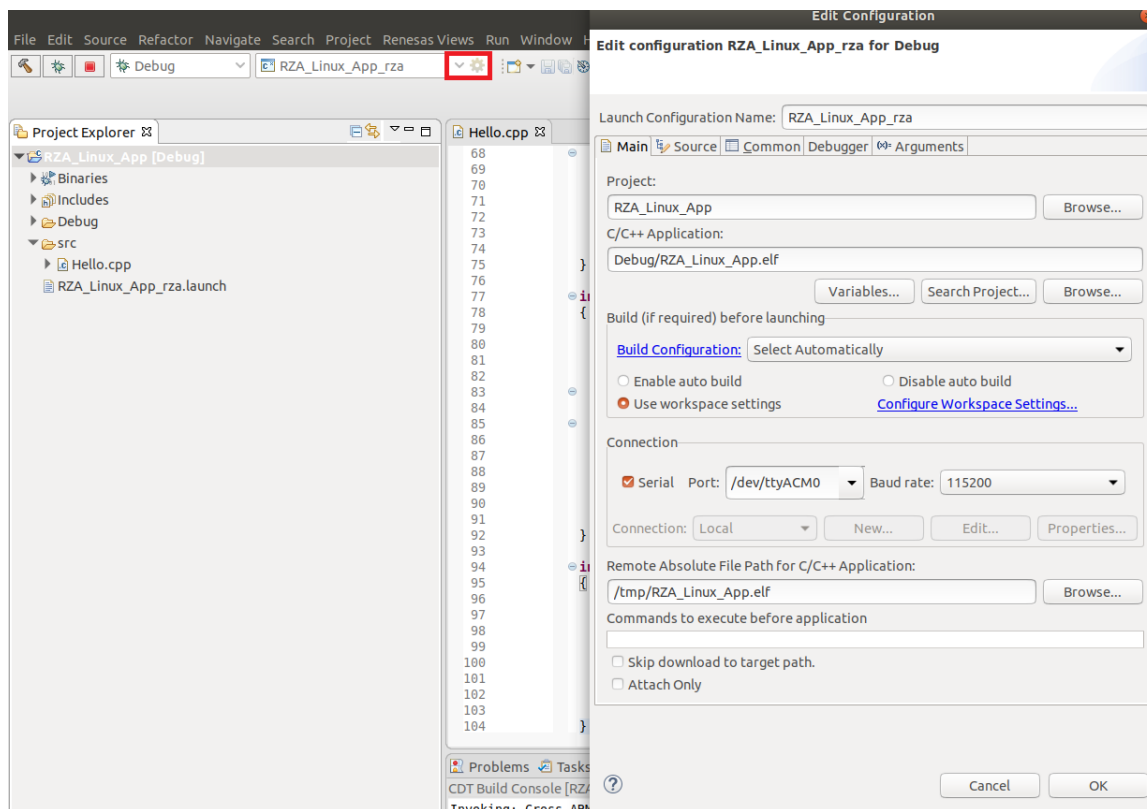 Edit Configuration
File Edit Source Refactor Navigate Search Project Renesas Views Run Window H
Debug
RZA_Linux_App_rza
Project Explorer
RZA_Linux_App [Debug]
Binaries
Includes
Debug
src
Hello.cpp
RZA_Linux_App_rza.launch
Hello.cpp
68
69
70
71
72
73
74
75 }
76
77 in
78 {
79
80
81
82
83
84
85
86
87
88
89
90
91
92 }
93
94 in
95 {
96
97
98
99
100
101
102
103
104 }
Problems Tasks
CDT Build Console [RZA
Invoking: Cross ARM
Edit configuration RZA_Linux_App_rza for Debug
Launch Configuration Name: RZA_Linux_App_rza
Main Source Common Debugger Arguments
Project:
RZA_Linux_App Browse...
C/C++ Application:
Debug/RZA_Linux_App.elf
Variables... Search Project... Browse...
Build (if required) before launching
Build Configuration: Select Automatically
Enable auto build Disable auto build
Use workspace settings Configure Workspace Settings...
Connection
Serial Port: /dev/ttyACM0 Baud rate: 115200
Connection: Local New... Edit... Properties...
Remote Absolute File Path for C/C++ Application:
/tmp/RZA_Linux_App.elf Browse...
Commands to execute before application
Skip download to target path.
Attach Only
? Cancel OK